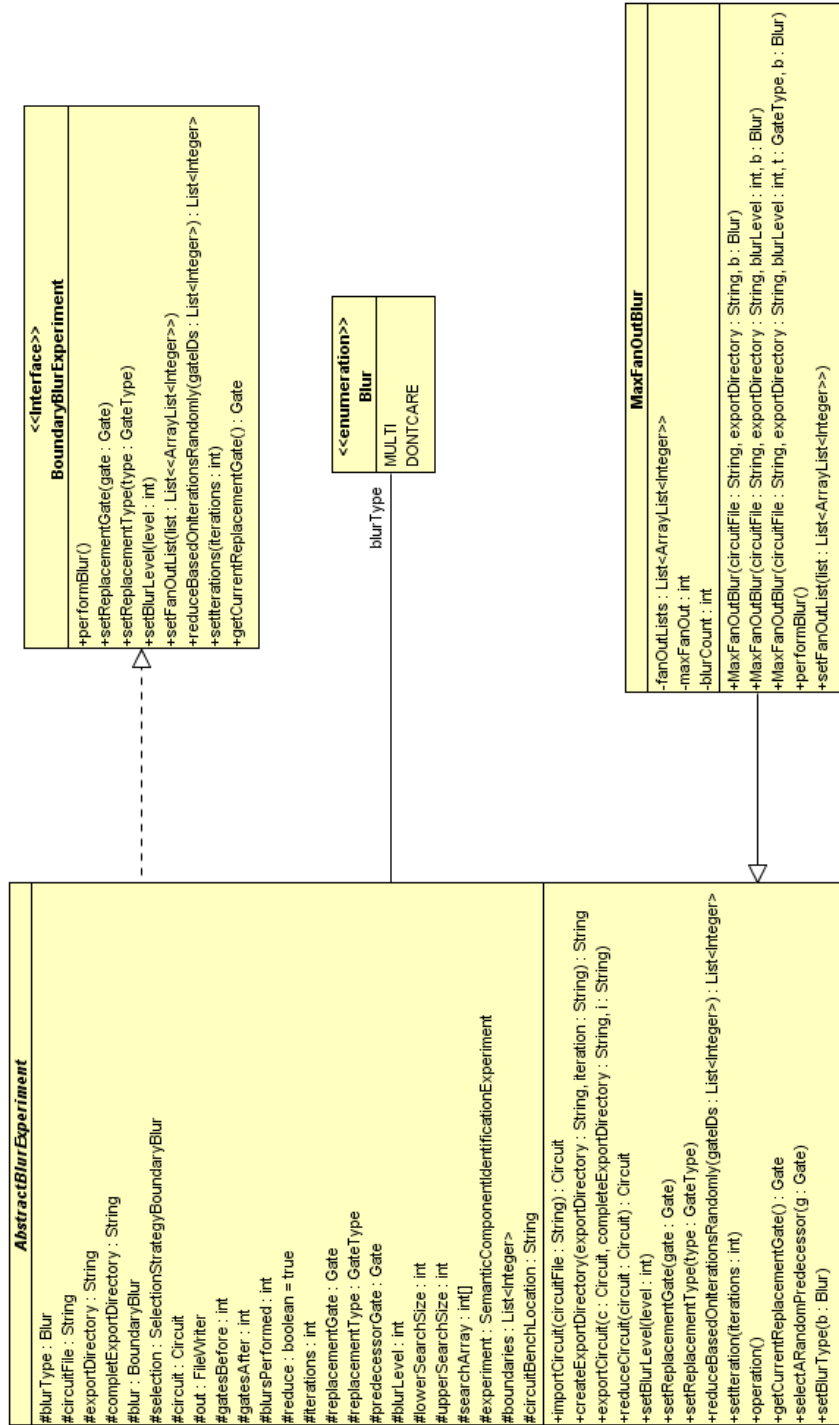 AbstractBlurExperiment
#blurType : Blur
#circuitFile : String
#exportDirectory : String
#completExportDirectory : String
#blur : BoundaryBlur
#selection : SelectionStrategyBoundaryBlur
#circuit : Circuit
#out : FileWriter
#gatesBefore : int
#gatesAfter : int
#blursPerformed : int
#reduce : boolean = true
#iterations : int
#replacementGate : Gate
#replacementType : GateType
#predecessorGate : Gate
#blurLevel : int
#lowerSearchSize : int
#upperSearchSize : int
#searchArray : int[]
#experiment : SemanticComponentIdentificationExperiment
#boundaries : List<Integer>
#circuitBenchLocation : String
+importCircuit(circuitFile : String) : Circuit
+createExportDirectory(exportDirectory : String, iteration : String) : String
+exportCircuit(c : Circuit, completeExportDirectory : String, i : String)
+reduceCircuit(circuit : Circuit) : Circuit
+setBlurLevel(level : int)
+setReplacementGate(gate : Gate)
+setReplacementType(type : GateType)
+reduceBasedOnIterationsRandomly(gateIDs : List<Integer>) : List<Integer>
+setIteration(iterations : int)
+operation()
+getCurrentReplacementGate() : Gate
+selectARandomPredecessor(g : Gate)
+setBlurType(b : Blur)
<<Interface>>
BoundaryBlurExperiment
+performBlur()
+setReplacementGate(gate : Gate)
+setReplacementType(type : GateType)
+setBlurLevel(level : int)
+setFanOutList(list : List<<ArrayList<Integer>>)
+reduceBasedOnIterationsRandomly(gateIDs : List<Integer>) : List<Integer>
+setIterations(iterations : int)
+getCurrentReplacementGate() : Gate
blurType
<<enumeration>>
Blur
MULTI
DONTCARE
MaxFanOutBlur
-fanOutLists : List<ArrayList<Integer>>
-maxFanOut : int
-blurCount : int
+MaxFanOutBlur(circuitFile : String, exportDirectory : String, b : Blur)
+MaxFanOutBlur(circuitFile : String, exportDirectory : String, blurLevel : int, b : Blur)
+MaxFanOutBlur(circuitFile : String, exportDirectory : String, blurLevel : int, t : GateType, b : Blur)
+performBlur()
+setFanOutList(list : List<ArrayList<Integer>>)